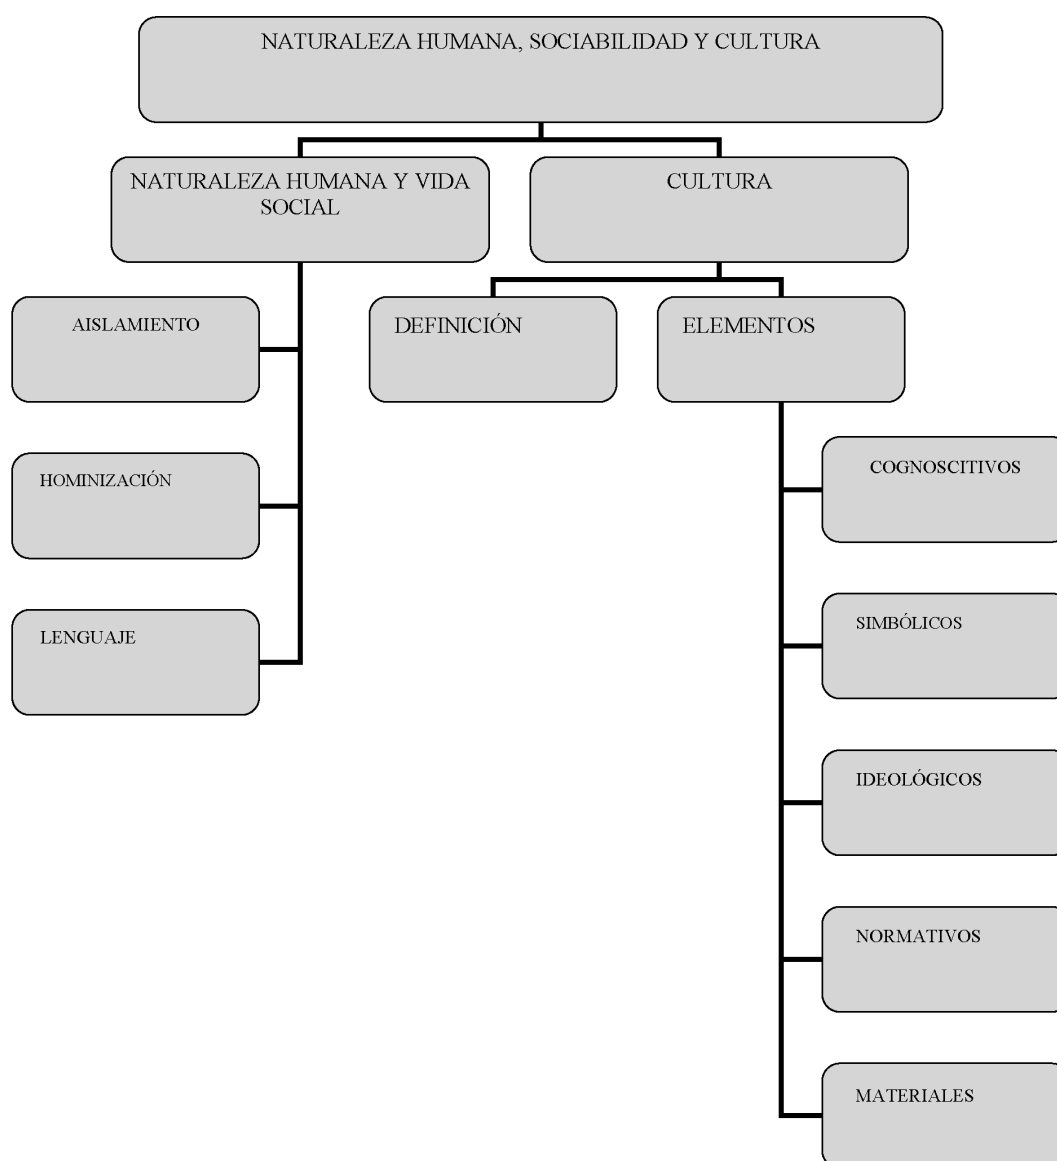 NATURALEZA HUMANA, SOCIABILIDAD Y CULTURA
NATURALEZA HUMANA Y VIDA
SOCIAL
CULTURA
AISLAMIENTO
DEFINICIÓN
ELEMENTOS
COGNOSCITIVOS
HOMINIZACIÓN
SIMBÓLICOS
LENGUAJE
IDEOLÓGICOS
NORMATIVOS
MATERIALES